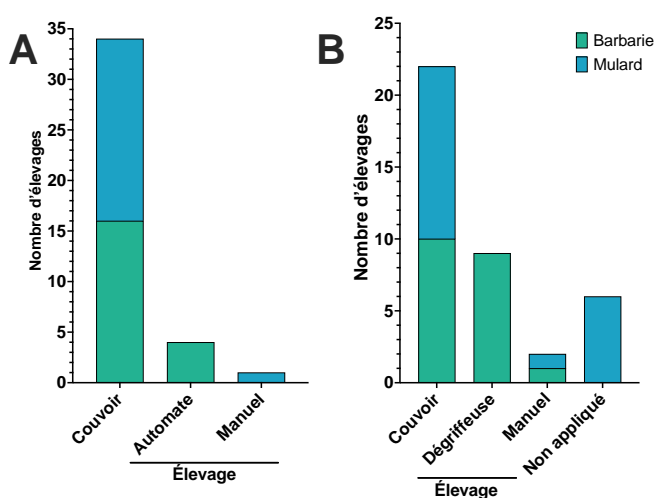 A
Nombre d'élevages
35
30
25
20
15
10
5
0
Couvoir
Automate
Manuel
Élevage
B
Nombre d'élevages
25
20
15
10
5
0
Couvoir
Dégriffeuse
Manuel
Non appliqué
Élevage
Barbarie
Mulard